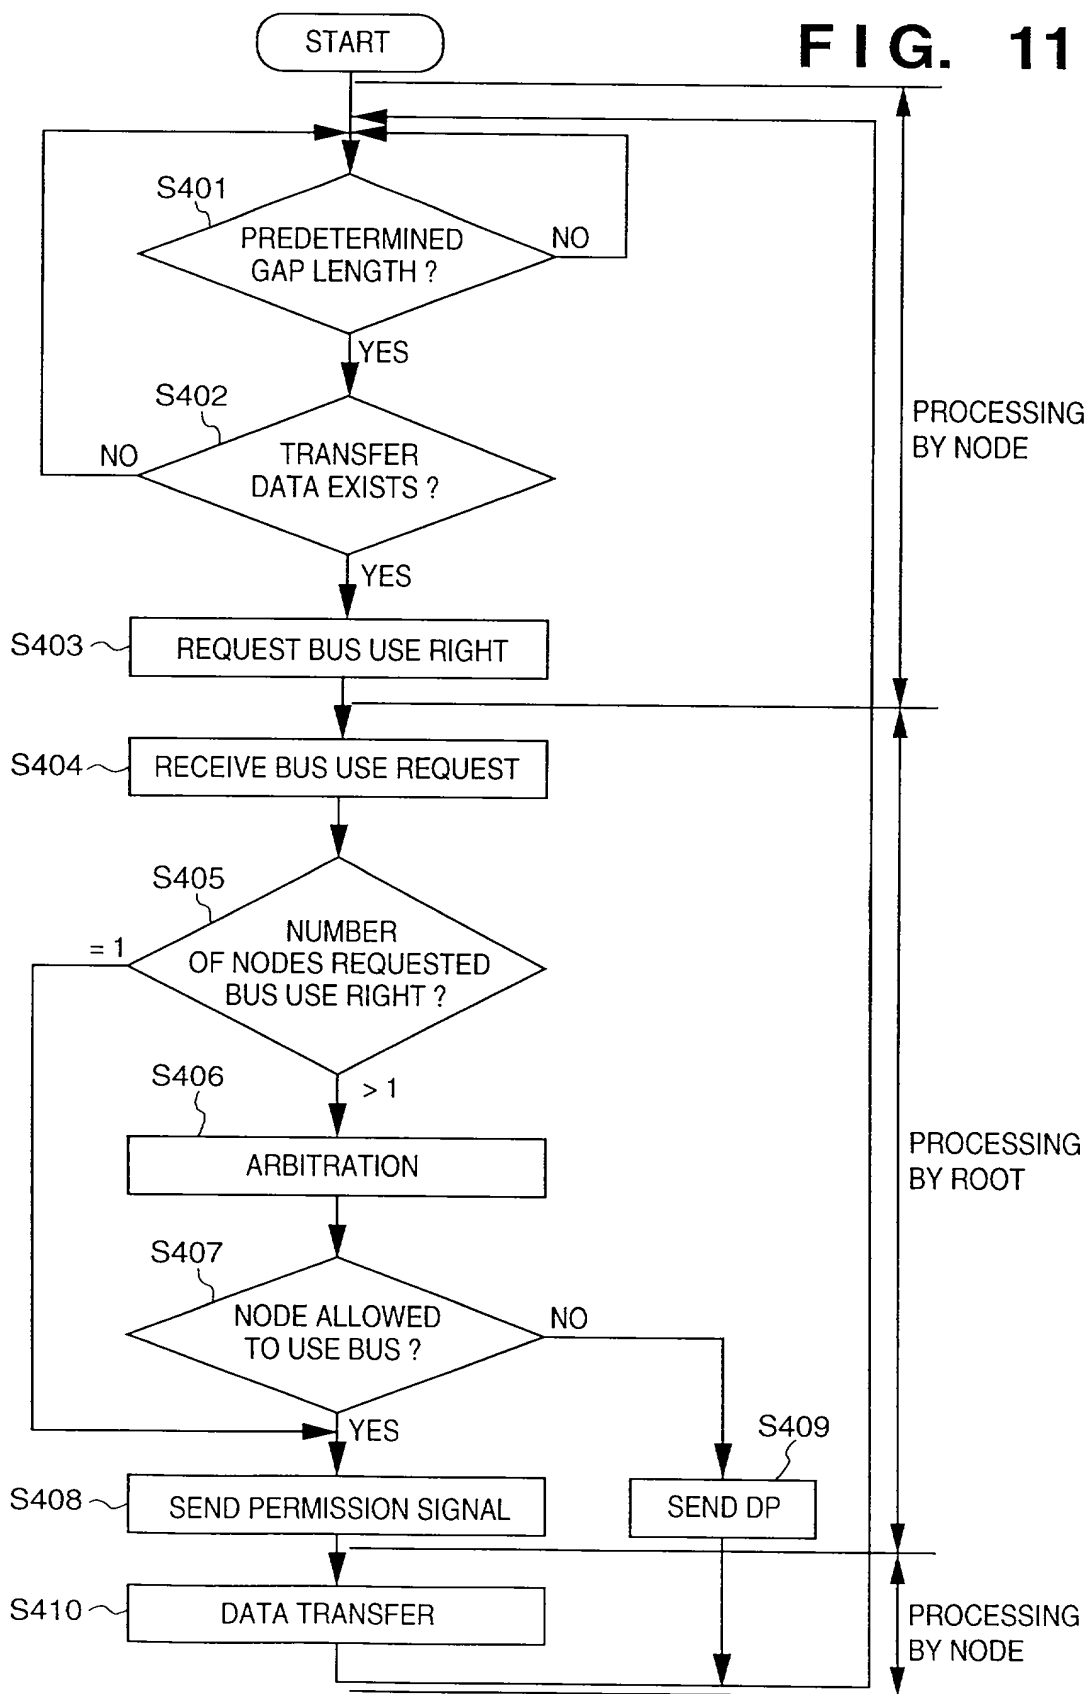 START
FIG. 11
S401
PREDETERMINED
GAP LENGTH ?
NO
YES
S402
TRANSFER
DATA EXISTS ?
NO
YES
PROCESSING
BY NODE
S403
REQUEST BUS USE RIGHT
S404
RECEIVE BUS USE REQUEST
S405
NUMBER
OF NODES REQUESTED
BUS USE RIGHT ?
= 1
> 1
S406
ARBITRATION
PROCESSING
BY ROOT
S407
NODE ALLOWED
TO USE BUS ?
NO
YES
S409
S408
SEND PERMISSION SIGNAL
SEND DP
S410
DATA TRANSFER
PROCESSING
BY NODE